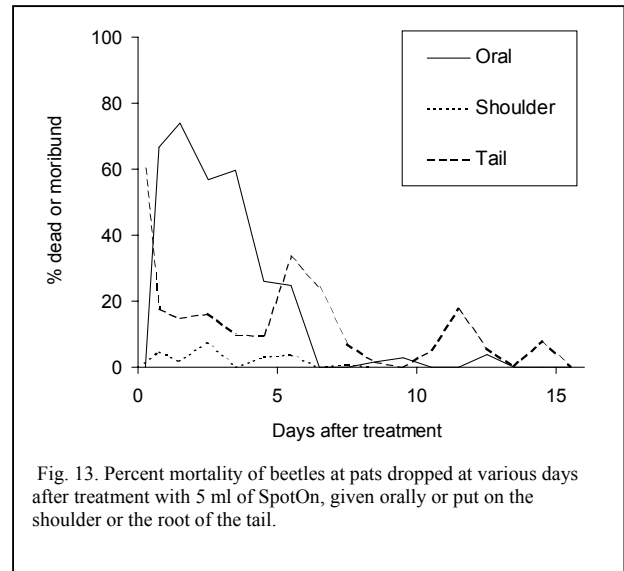 100
80
60
40
20
0
% dead or moribund
Oral
Shoulder
Tail
0
5
10
15
Days after treatment
Fig. 13. Percent mortality of beetles at pats dropped at various days
after treatment with 5 ml of SpotOn, given orally or put on the
shoulder or the root of the tail.